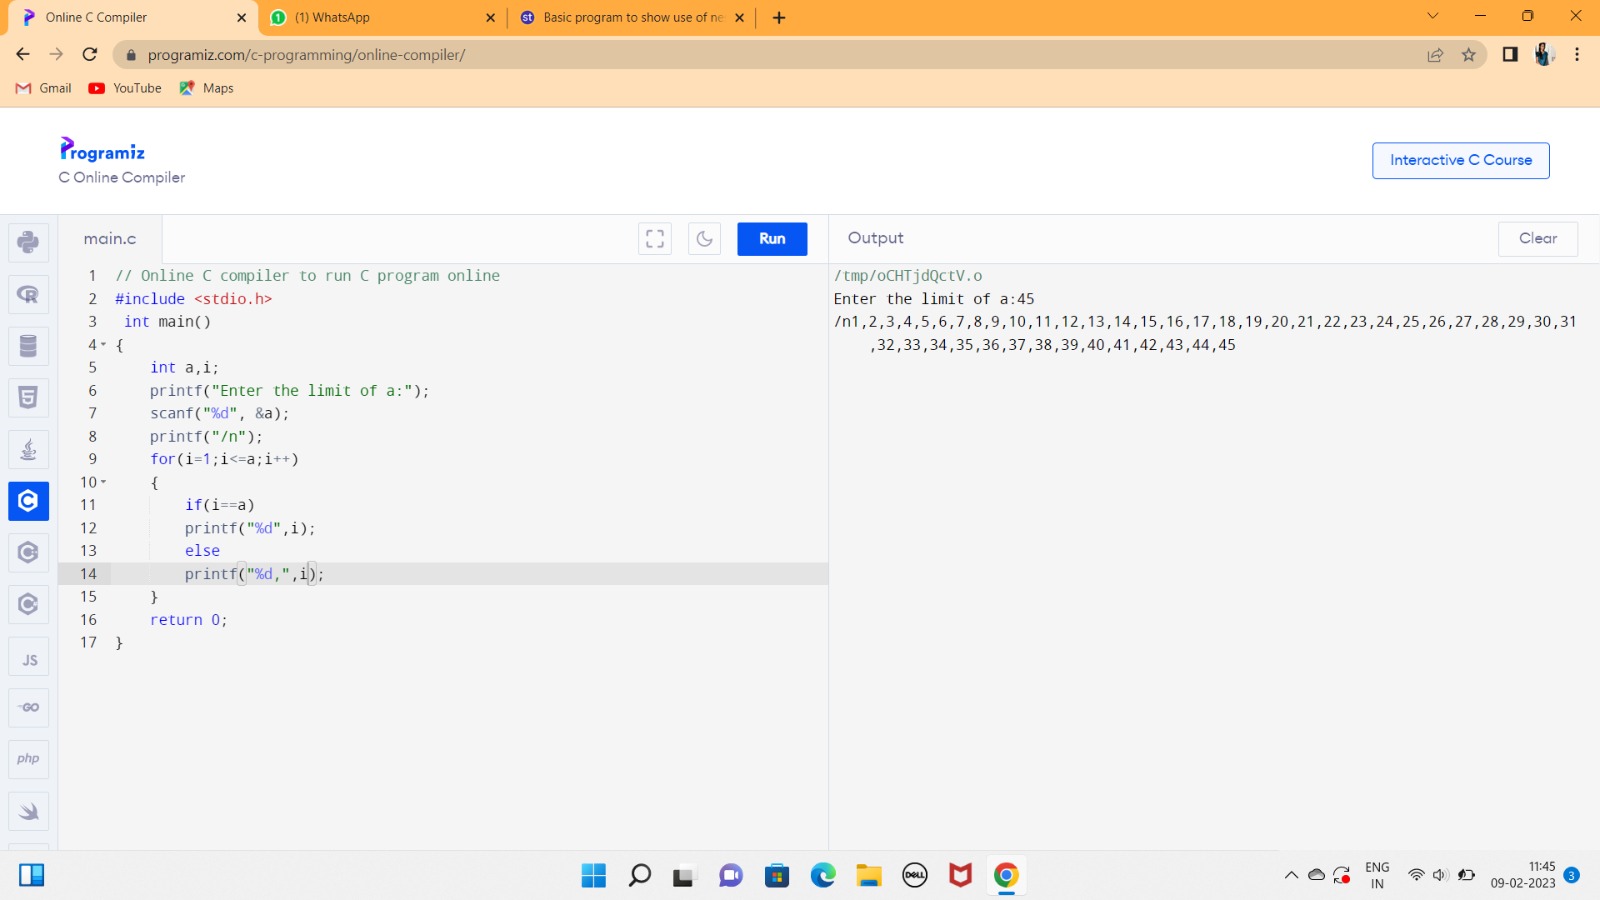 Online C Compiler
(1) WhatsApp
Basic program to show use of ne
programiz.com/c-programming/online-compiler/
Gmail
YouTube
Maps
Programiz
C Online Compiler
Interactive C Course
main.c
Run
Output
Clear
1 // Online C compiler to run C program online
2 #include <stdio.h>
3 int main()
4 {
5 int a,i;
6 printf("Enter the limit of a:");
7 scanf("%d", &a);
8 printf("/n");
9 for(i=1;i<=a;i++)
10 {
11 if(i==a)
12 printf("%d",i);
13 else
14 printf("%d,",i);
15 }
16 return 0;
17 }
/tmp/oCHTjdQctV.o
Enter the limit of a:45
/n1,2,3,4,5,6,7,8,9,10,11,12,13,14,15,16,17,18,19,20,21,22,23,24,25,26,27,28,29,30,31
,32,33,34,35,36,37,38,39,40,41,42,43,44,45
JS
GO
php
DELL
ENG
IN
11:45
09-02-2023
3